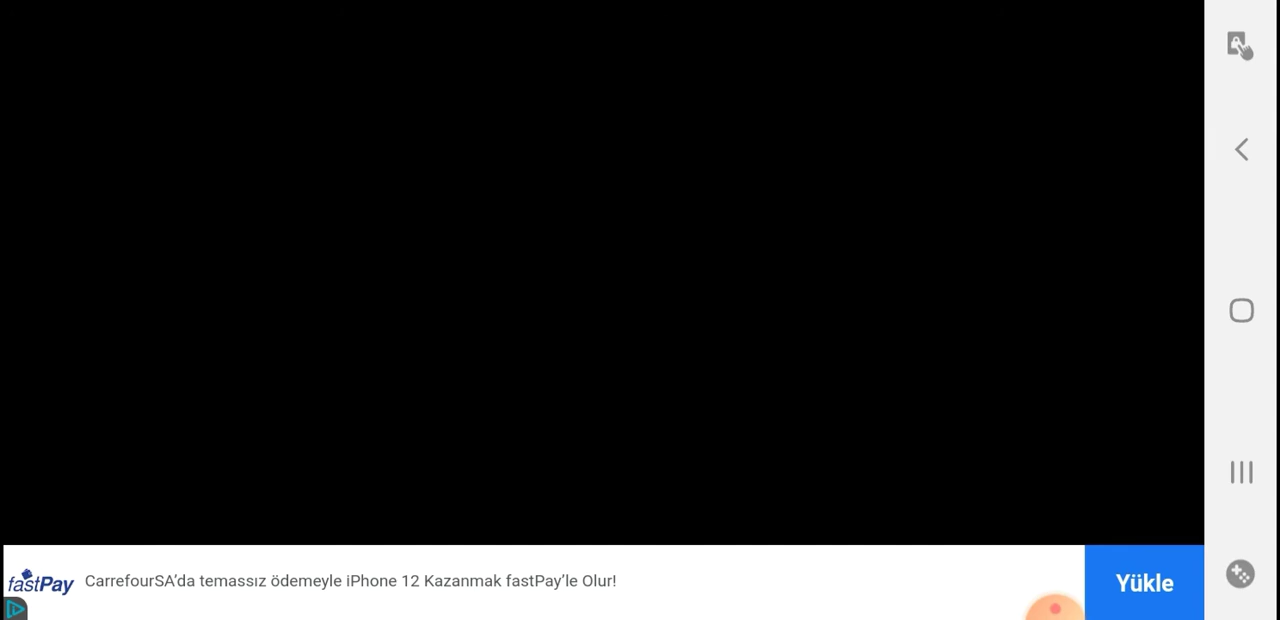 fastPay
CarrefourSA’da temassız ödemeyle iPhone 12 Kazanmak fastPay’le Olur!
Yükle